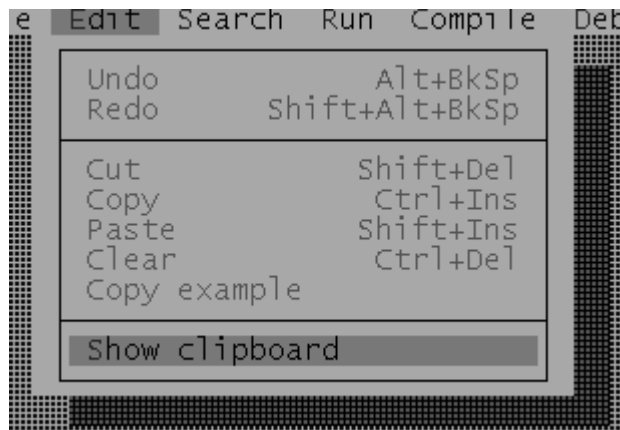 e Edit Search Run Compile Deb
Undo Alt+BkSp
Redo Shift+Alt+BkSp
Cut Shift+Del
Copy Ctrl+Ins
Paste Shift+Ins
Clear Ctrl+Del
Copy example
Show clipboard